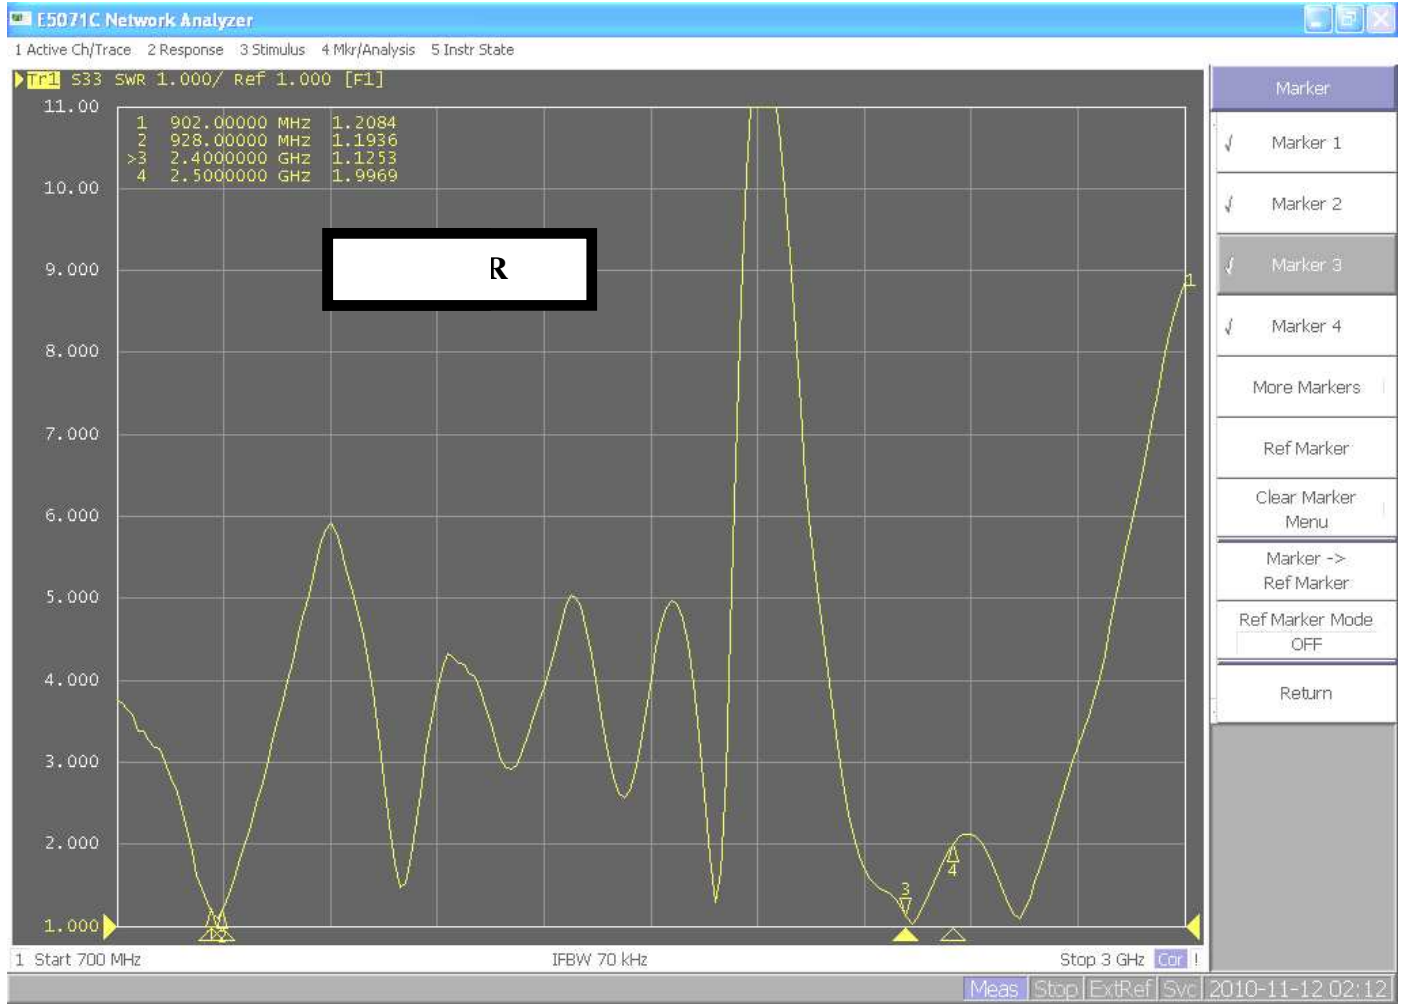 E5071C Network Analyzer
1 Active Ch/Trace 2 Response 3 Stimulus 4 Mkr/Analysis 5 Instr State
Tr1 S33 SWR 1.000/ Ref 1.000 [F1]
11.00
10.00
9.000
8.000
7.000
6.000
5.000
4.000
3.000
2.000
1.000
1 902.00000 MHz 1.2084
2 928.00000 MHz 1.1936
>3 2.4000000 GHz 1.1253
4 2.5000000 GHz 1.9969
R
1
3
4
1
2
1 Start 700 MHz
IFBW 70 kHz
Stop 3 GHz Cor !
Marker
Marker 1
Marker 2
Marker 3
Marker 4
More Markers
Ref Marker
Clear Marker
Menu
Marker ->
Ref Marker
Ref Marker Mode
OFF
Return
Meas Stop ExtRef Svc 2010-11-12 02:12